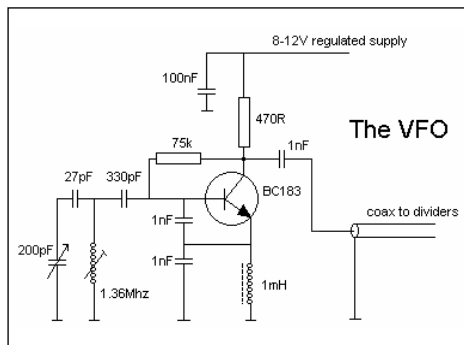 8-12V regulated supply
100nF
470R
The VFO
75k
1nF
27pF
330pF
BC183
1nF
coax to dividers
200pF
1nF
1mH
1.36Mhz